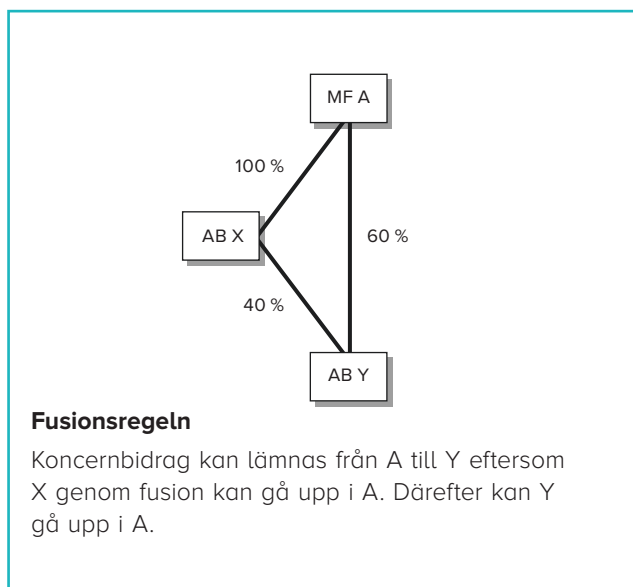 MF A
100 %
AB X
60 %
40 %
AB Y
Fusionsregeln
Koncernbidrag kan lämnas från A till Y eftersom
X genom fusion kan gå upp i A. Därefter kan Y
gå upp i A.